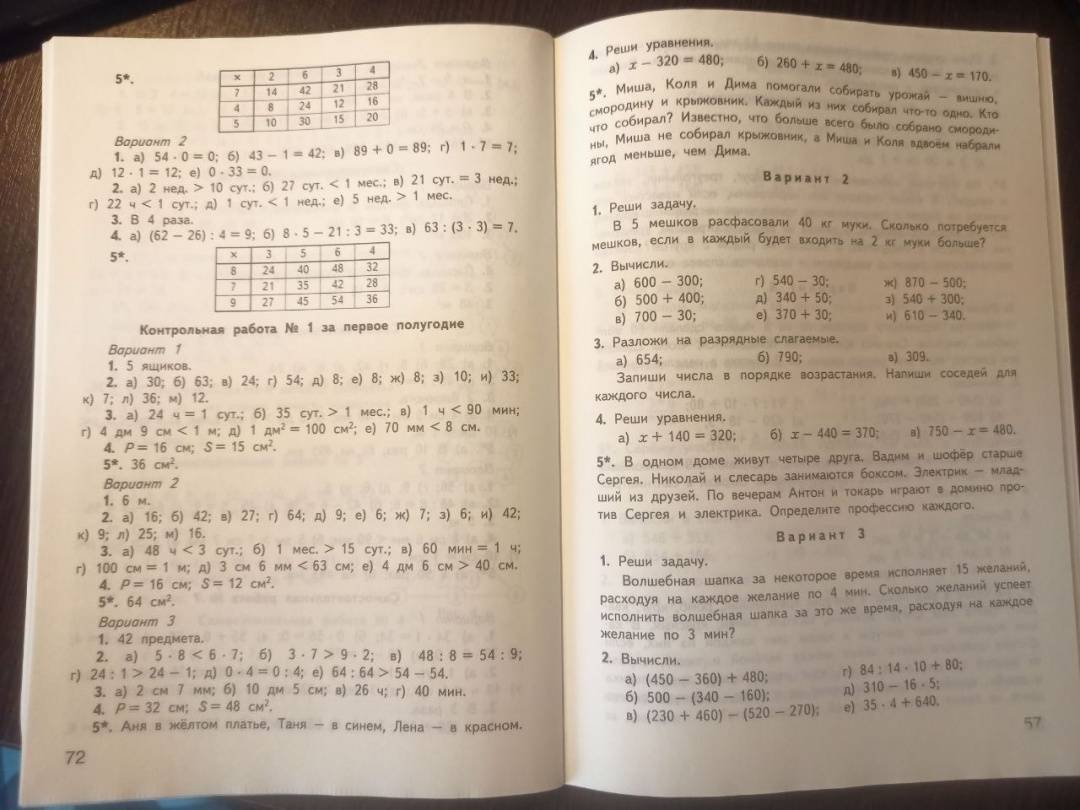 5*.
× 2 6 3 4
7 14 42 21 28
4 8 24 12 16
5 10 30 15 20
Вариант 2
1. а) 54 · 0 = 0; б) 43 − 1 = 42; в) 89 + 0 = 89; г) 1 · 7 = 7;
д) 12 · 1 = 12; е) 0 · 33 = 0.
2. а) 2 нед. > 10 сут.; б) 27 сут. < 1 мес.; в) 21 сут. = 3 нед.;
г) 22 ч < 1 сут.; д) 1 сут. < 1 нед.; е) 5 нед. > 1 мес.
3. В 4 раза.
4. а) (62 − 26) : 4 = 9; б) 8 · 5 − 21 : 3 = 33; в) 63 : (3 · 3) = 7.
5*.
× 3 5 6 4
8 24 40 48 32
7 21 35 42 28
9 27 45 54 36
Контрольная работа № 1 за первое полугодие
Вариант 1
1. 5 ящиков.
2. а) 30; б) 63; в) 24; г) 54; д) 8; е) 8; ж) 8; з) 10; и) 33;
к) 7; л) 36; м) 12.
3. а) 24 ч = 1 сут.; б) 35 сут. > 1 мес.; в) 1 ч < 90 мин;
г) 4 дм 9 см < 1 м; д) 1 дм² = 100 см²; е) 70 мм < 8 см.
4. P = 16 см; S = 15 см².
5*. 36 см².
Вариант 2
1. 6 м.
2. а) 16; б) 42; в) 27; г) 64; д) 9; е) 6; ж) 7; з) 6; и) 42;
к) 9; л) 25; м) 16.
3. а) 48 ч < 3 сут.; б) 1 мес. > 15 сут.; в) 60 мин = 1 ч;
г) 100 см = 1 м; д) 3 см 6 мм < 63 см; е) 4 дм 6 см > 40 см.
4. P = 16 см; S = 12 см².
5*. 64 см².
Вариант 3
1. 42 предмета.
2. а) 5 · 8 < 6 · 7; б) 3 · 7 > 9 · 2; в) 48 : 8 = 54 : 9;
г) 24 : 1 > 24 − 1; д) 0 · 4 = 0 : 4; е) 64 : 64 > 54 − 54.
3. а) 2 см 7 мм; б) 10 дм 5 см; в) 26 ч; г) 40 мин.
4. P = 32 см; S = 48 см².
5*. Аня в жёлтом платье, Таня — в синем, Лена — в красном.
72
4. Реши уравнения.
а) x − 320 = 480; б) 260 + x = 480; в) 450 − x = 170.
5*. Миша, Коля и Дима помогали собирать урожай — вишню,
смородину и крыжовник. Каждый из них собирал что-то одно. Кто
что собирал? Известно, что больше всего было собрано смороди-
ны, Миша не собирал крыжовник, а Миша и Коля вдвоём набрали
ягод меньше, чем Дима.
Вариант 2
1. Реши задачу.
В 5 мешков расфасовали 40 кг муки. Сколько потребуется
мешков, если в каждый будет входить на 2 кг муки больше?
2. Вычисли.
а) 600 − 300; г) 540 − 30; ж) 870 − 500;
б) 500 + 400; д) 340 + 50; з) 540 + 300;
в) 700 − 30; е) 370 + 30; и) 610 − 340.
3. Разложи на разрядные слагаемые.
а) 654; б) 790; в) 309.
Запиши числа в порядке возрастания. Напиши соседей для
каждого числа.
4. Реши уравнения.
а) x + 140 = 320; б) x − 440 = 370; в) 750 − x = 480.
5*. В одном доме живут четыре друга. Вадим и шофёр старше
Сергея. Николай и слесарь занимаются боксом. Электрик — млад-
ший из друзей. По вечерам Антон и токарь играют в домино про-
тив Сергея и электрика. Определите профессию каждого.
Вариант 3
1. Реши задачу.
Волшебная шапка за некоторое время исполняет 15 желаний,
расходуя на каждое желание по 4 мин. Сколько желаний успеет
исполнить волшебная шапка за это же время, расходуя на каждое
желание по 3 мин?
2. Вычисли.
а) (450 − 360) + 480; г) 84 : 14 · 10 + 80;
б) 500 − (340 − 160); д) 310 − 16 · 5;
в) (230 + 460) − (520 − 270); е) 35 · 4 + 640.
57